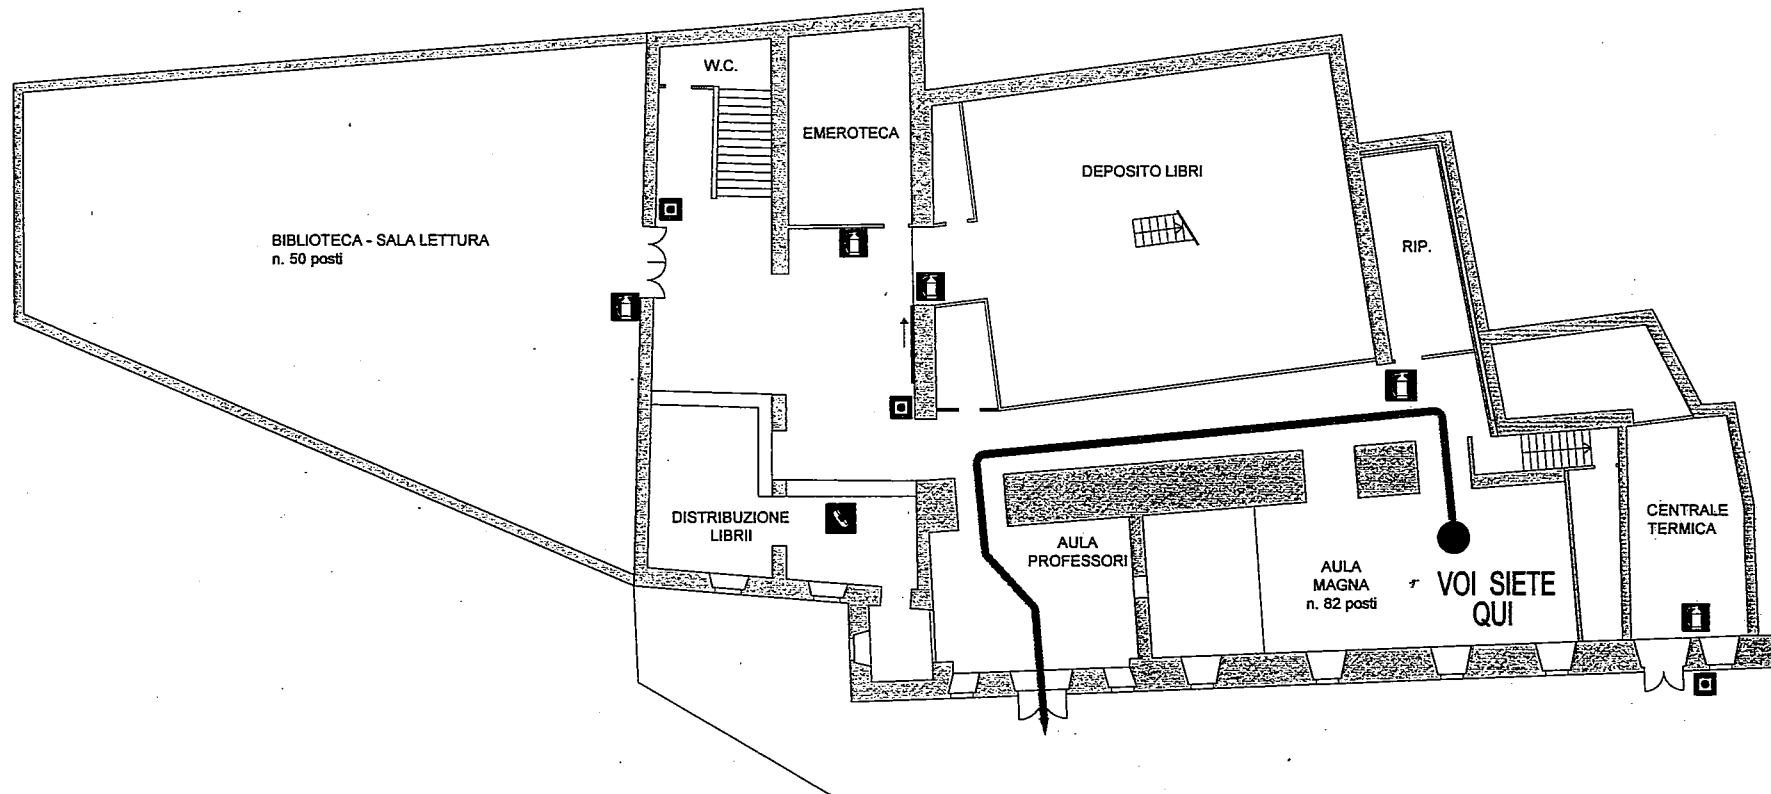 W.C.
EMEROTECA
DEPOSITO LIBRI
BIBLIOTECA - SALA LETTURA
n. 50 posti
RIP.
DISTRIBUZIONE
LIBRII
AULA
PROFESSORI
AULA
MAGNA
n. 82 posti
VOI SIETE
QUI
CENTRALE
TERMICA